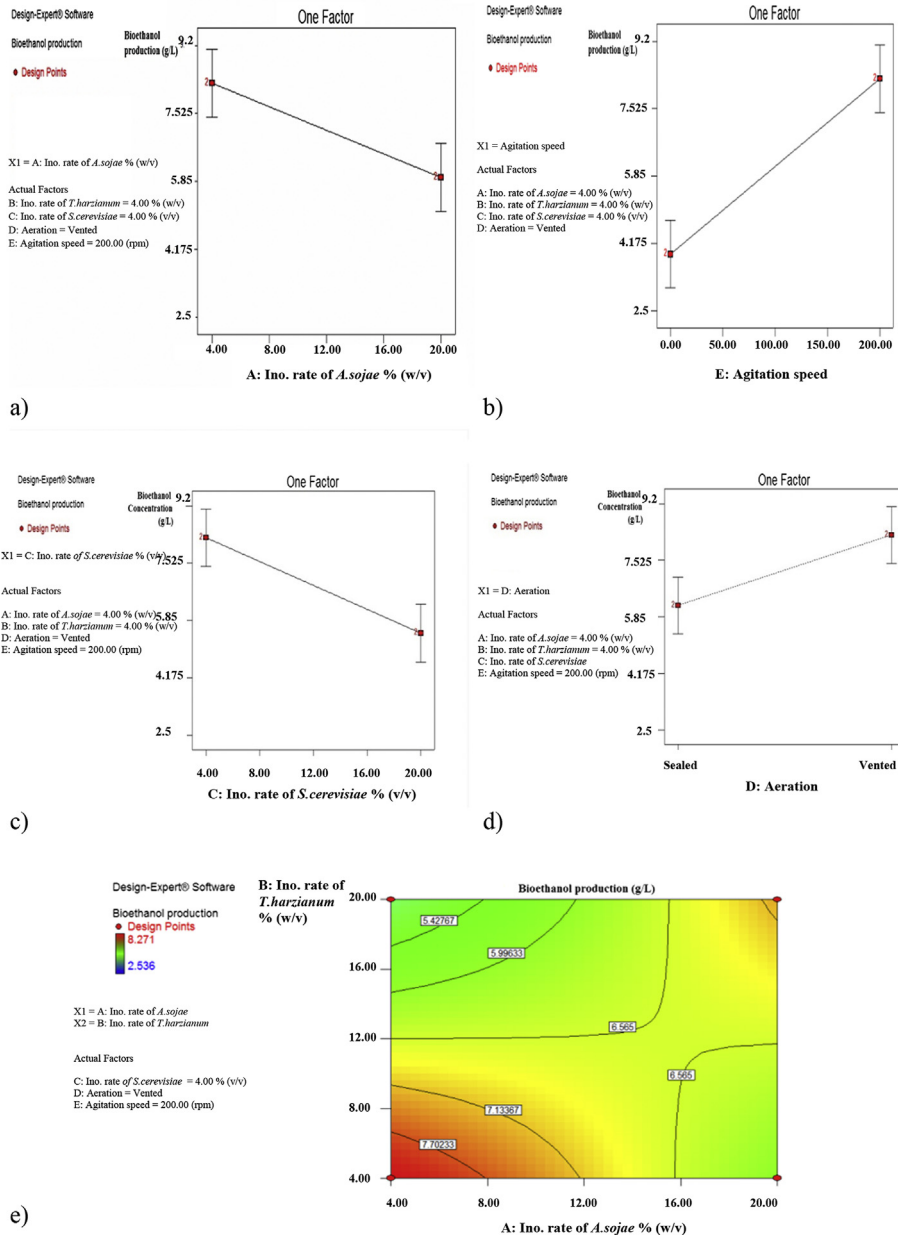 Design-Expert® Software
Bioethanol production
Design Points
X1 = A: Ino. rate of A.sojae % (w/v)
Actual Factors
B: Ino. rate of T.harzianum = 4.00 % (w/v)
C: Ino. rate of S.cerevisiae = 4.00 % (v/v)
D: Aeration = Vented
E: Agitation speed = 200.00 (rpm)
One Factor
Bioethanol
production (g/L)
9.2
7.525
5.85
4.175
2.5
2
2
4.00 8.00 12.00 16.00 20.00
A: Ino. rate of A.sojae % (w/v)
a)
Design-Expert® Software
Bioethanol production
Design Points
X1 = Agitation speed
Actual Factors
A: Ino. rate of A.sojae = 4.00 % (w/v)
B: Ino. rate of T.harzianum = 4.00 % (w/v)
C: Ino. rate of S.cerevisiae = 4.00 % (v/v)
D: Aeration = Vented
One Factor
Bioethanol
production (g/L)
9.2
7.525
5.85
4.175
2.5
2
2
0.00 50.00 100.00 150.00 200.00
E: Agitation speed
b)
Design-Expert® Software
Bioethanol production
Design Points
X1 = C: Ino. rate of S.cerevisiae % (v/v)
Actual Factors
A: Ino. rate of A.sojae = 4.00 % (w/v)
B: Ino. rate of T.harzianum = 4.00 % (w/v)
D: Aeration = Vented
E: Agitation speed = 200.00 (rpm)
One Factor
Bioethanol
Concentration
(g/L)
9.2
7.525
5.85
4.175
2.5
2
2
4.00 8.00 12.00 16.00 20.00
C: Ino. rate of S.cerevisiae % (v/v)
c)
Design-Expert® Software
Bioethanol production
Design Points
X1 = D: Aeration
Actual Factors
A: Ino. rate of A.sojae = 4.00 % (w/v)
B: Ino. rate of T.harzianum = 4.00 % (w/v)
C: Ino. rate of S.cerevisiae
E: Agitation speed = 200.00 (rpm)
One Factor
Bioethanol
Concentration
(g/L)
9.2
7.525
5.85
4.175
2.5
2
2
Sealed Vented
D: Aeration
d)
Design-Expert® Software
Bioethanol production
Design Points
8.271
2.536
X1 = A: Ino. rate of A.sojae
X2 = B: Ino. rate of T.harzianum
Actual Factors
C: Ino. rate of S.cerevisiae = 4.00 % (v/v)
D: Aeration = Vented
E: Agitation speed = 200.00 (rpm)
B: Ino. rate of
T.harzianum
% (w/v)
Bioethanol production (g/L)
20.00
16.00
12.00
8.00
4.00
5.42767
5.99633
6.565
6.565
7.13367
7.70233
4.00 8.00 12.00 16.00 20.00
A: Ino. rate of A.sojae % (w/v)
e)